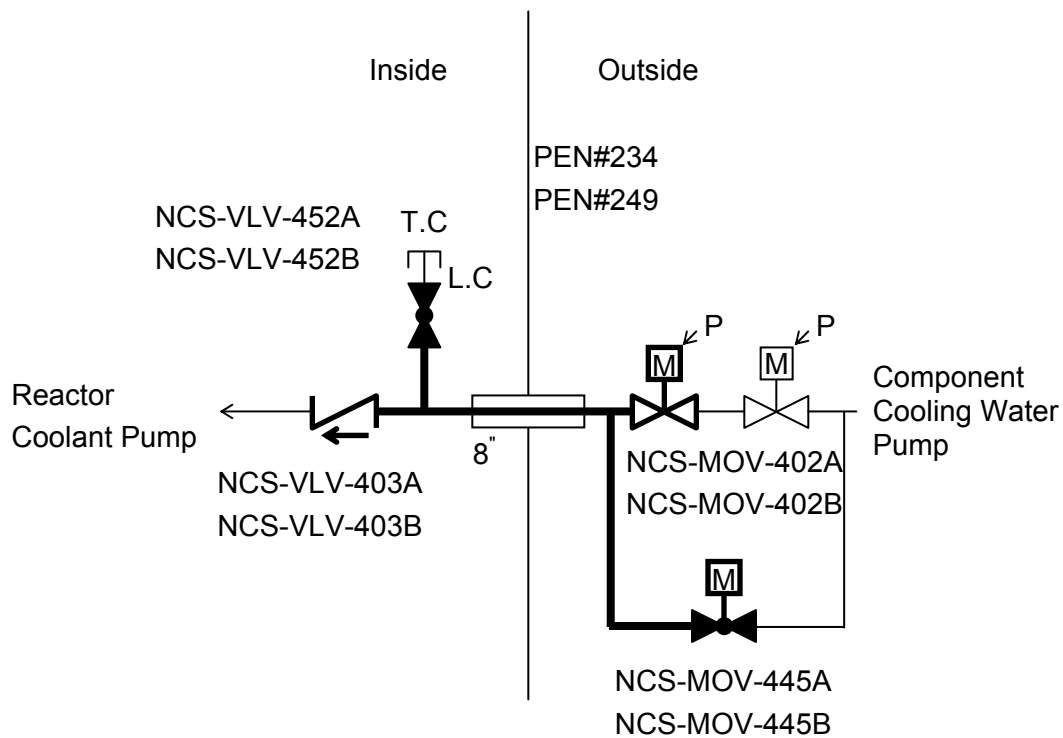 Inside
Outside
PEN#234
PEN#249
NCS-VLV-452A
NCS-VLV-452B
T.C
L.C
P
P
M
M
Reactor
Coolant Pump
8"
Component
Cooling Water
Pump
NCS-VLV-403A
NCS-VLV-403B
NCS-MOV-402A
NCS-MOV-402B
M
NCS-MOV-445A
NCS-MOV-445B